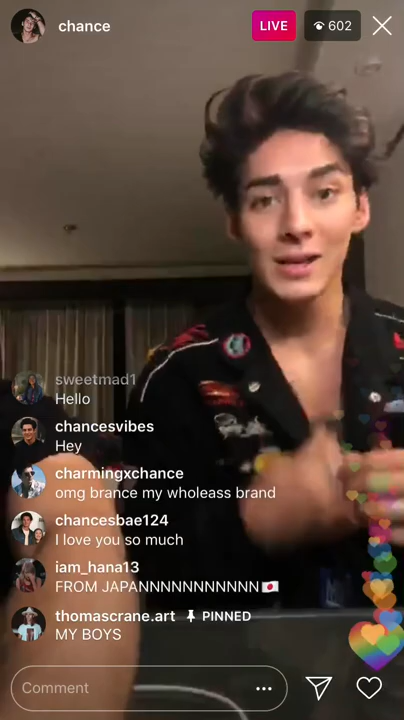 chance
LIVE
602
sweetmad1
Hello
chancesvibes
Hey
charmingxchance
omg brance my wholeass brand
chancesbae124
I love you so much
iam_hana13
FROM JAPANNNNNNNNNNN🇯🇵
thomascrane.art PINNED
MY BOYS
Comment